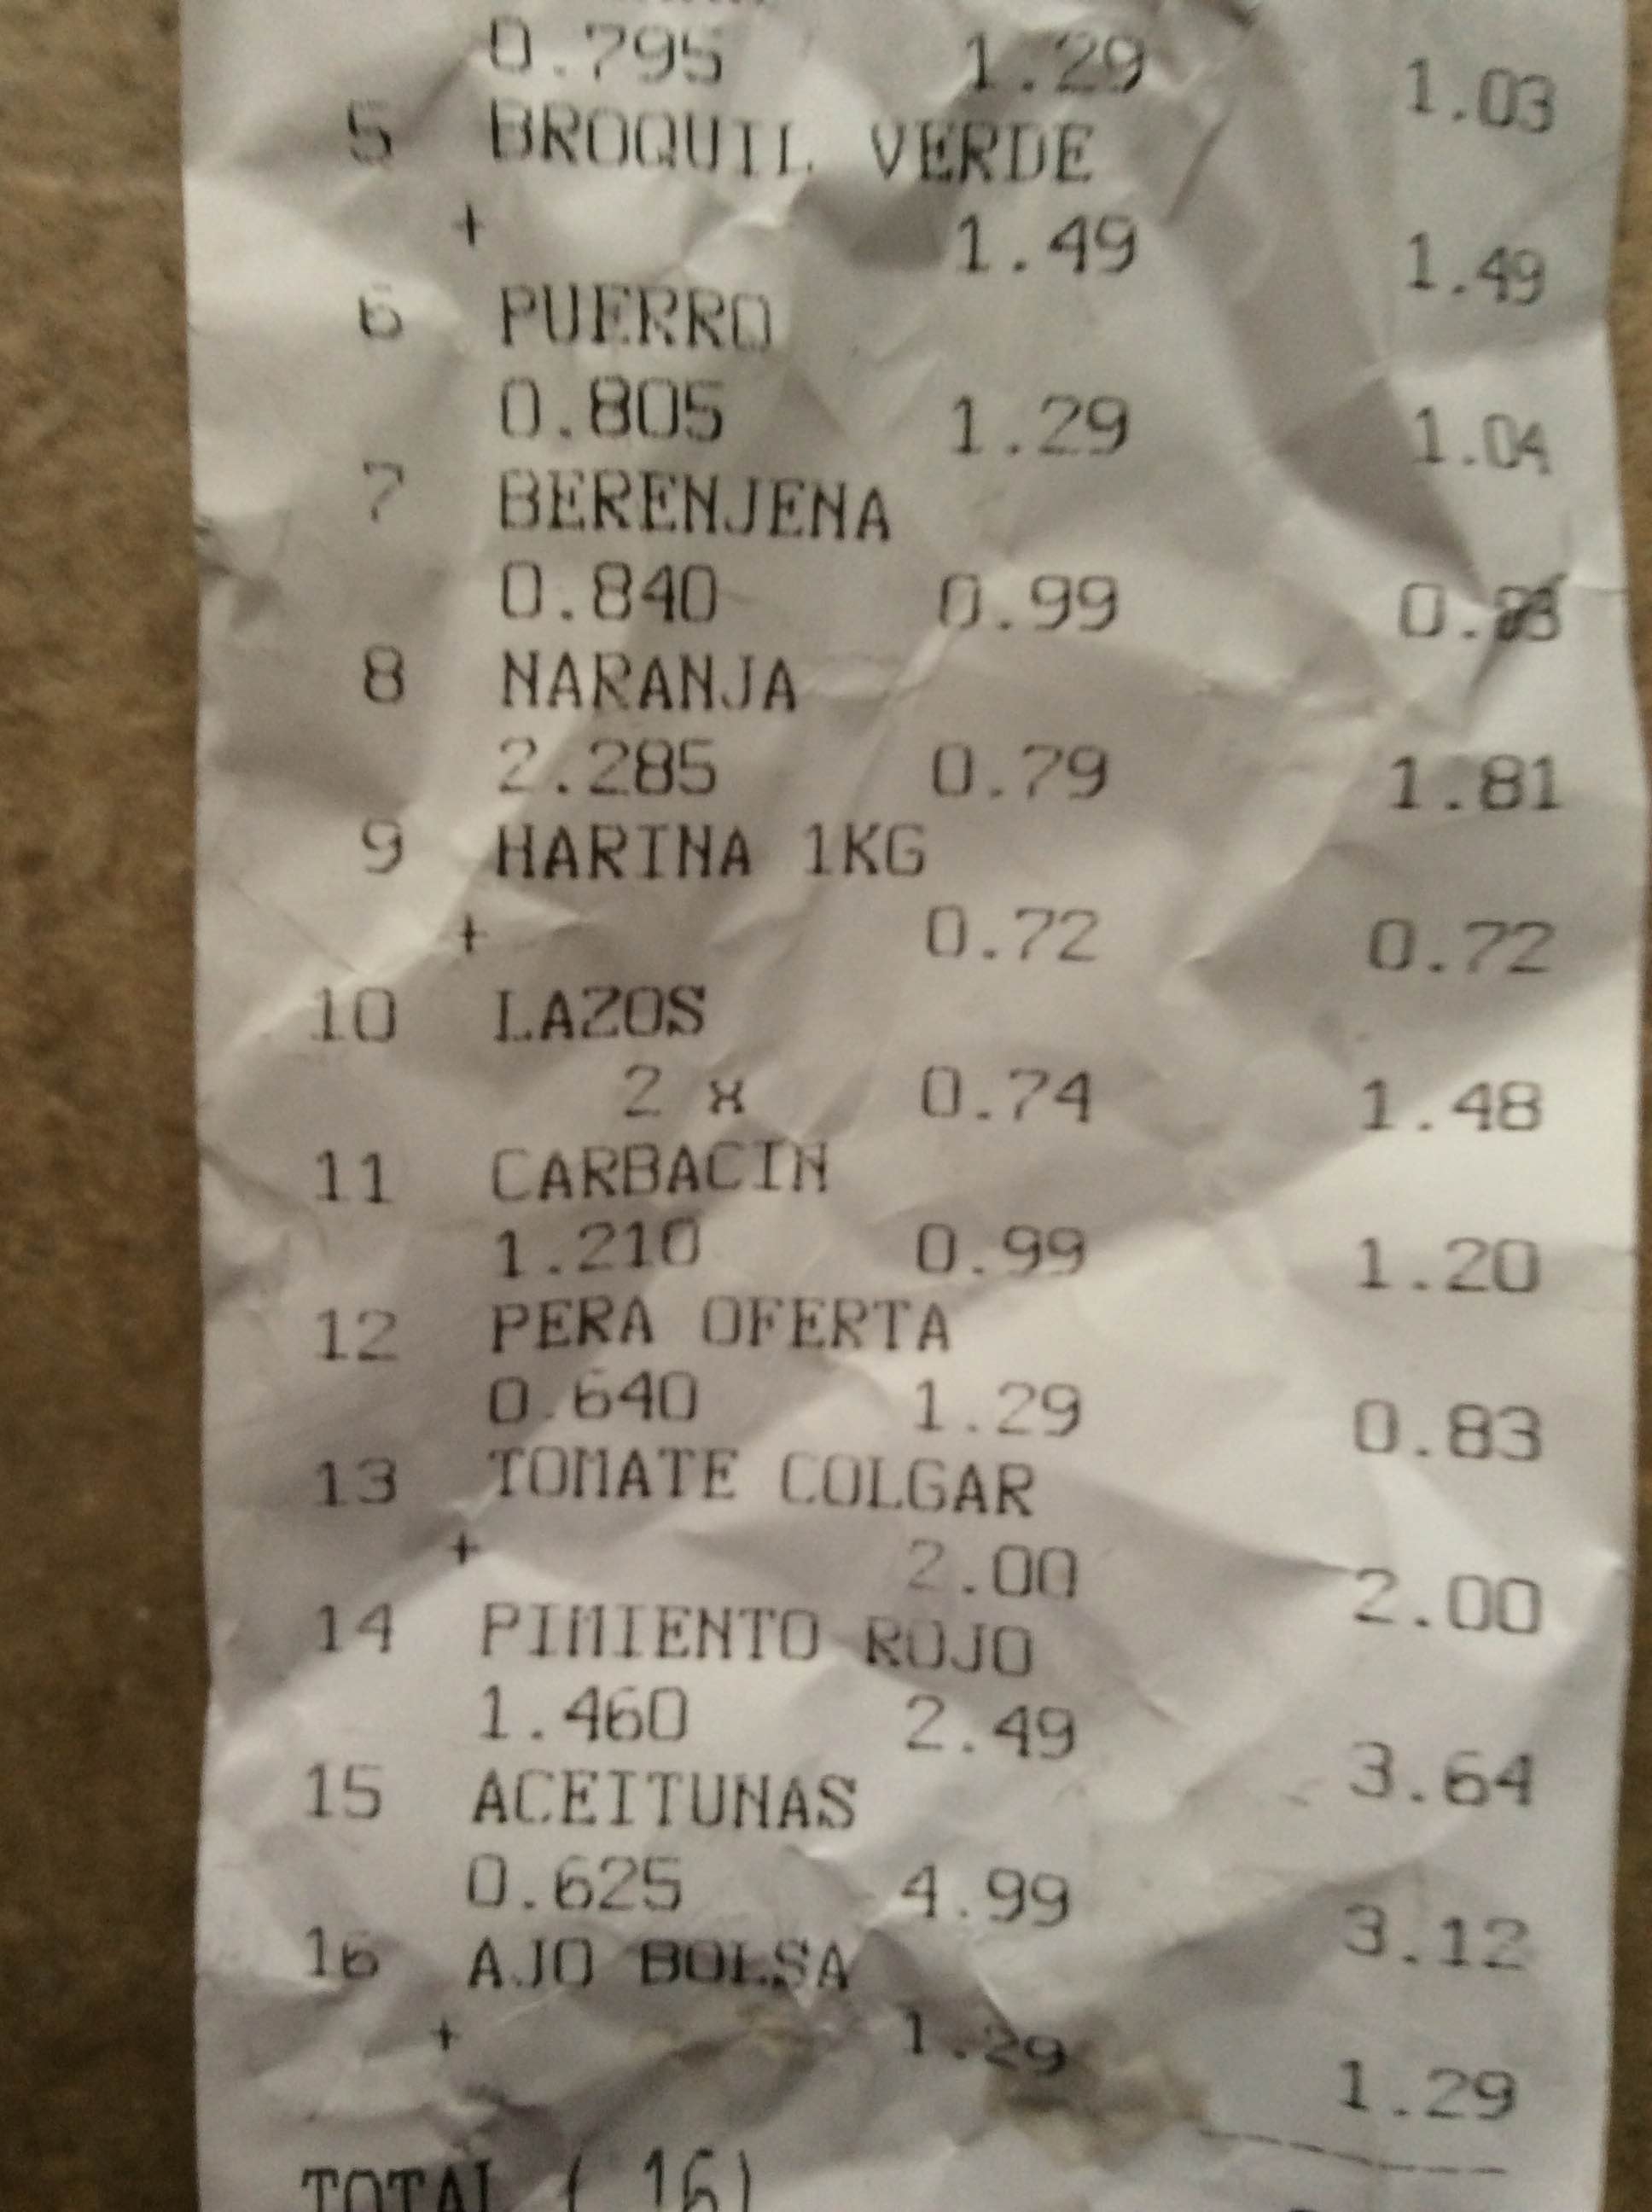 0.795 1.29 1.03
5 BROQUIL VERDE
+ 1.49 1.49
6 PUERRO
0.805 1.29 1.04
7 BERENJENA
0.840 0.99 0.83
8 NARANJA
2.285 0.79 1.81
9 HARINA 1KG
+ 0.72 0.72
10 LAZOS
2 x 0.74 1.48
11 CARBACIN
1.210 0.99 1.20
12 PERA OFERTA
0.640 1.29 0.83
13 TOMATE COLGAR
+ 2.00 2.00
14 PIMIENTO ROJO
1.460 2.49 3.64
15 ACEITUNAS
0.625 4.99 3.12
16 AJO BOLSA
+ 1.29 1.29
TOTAL ( 16)